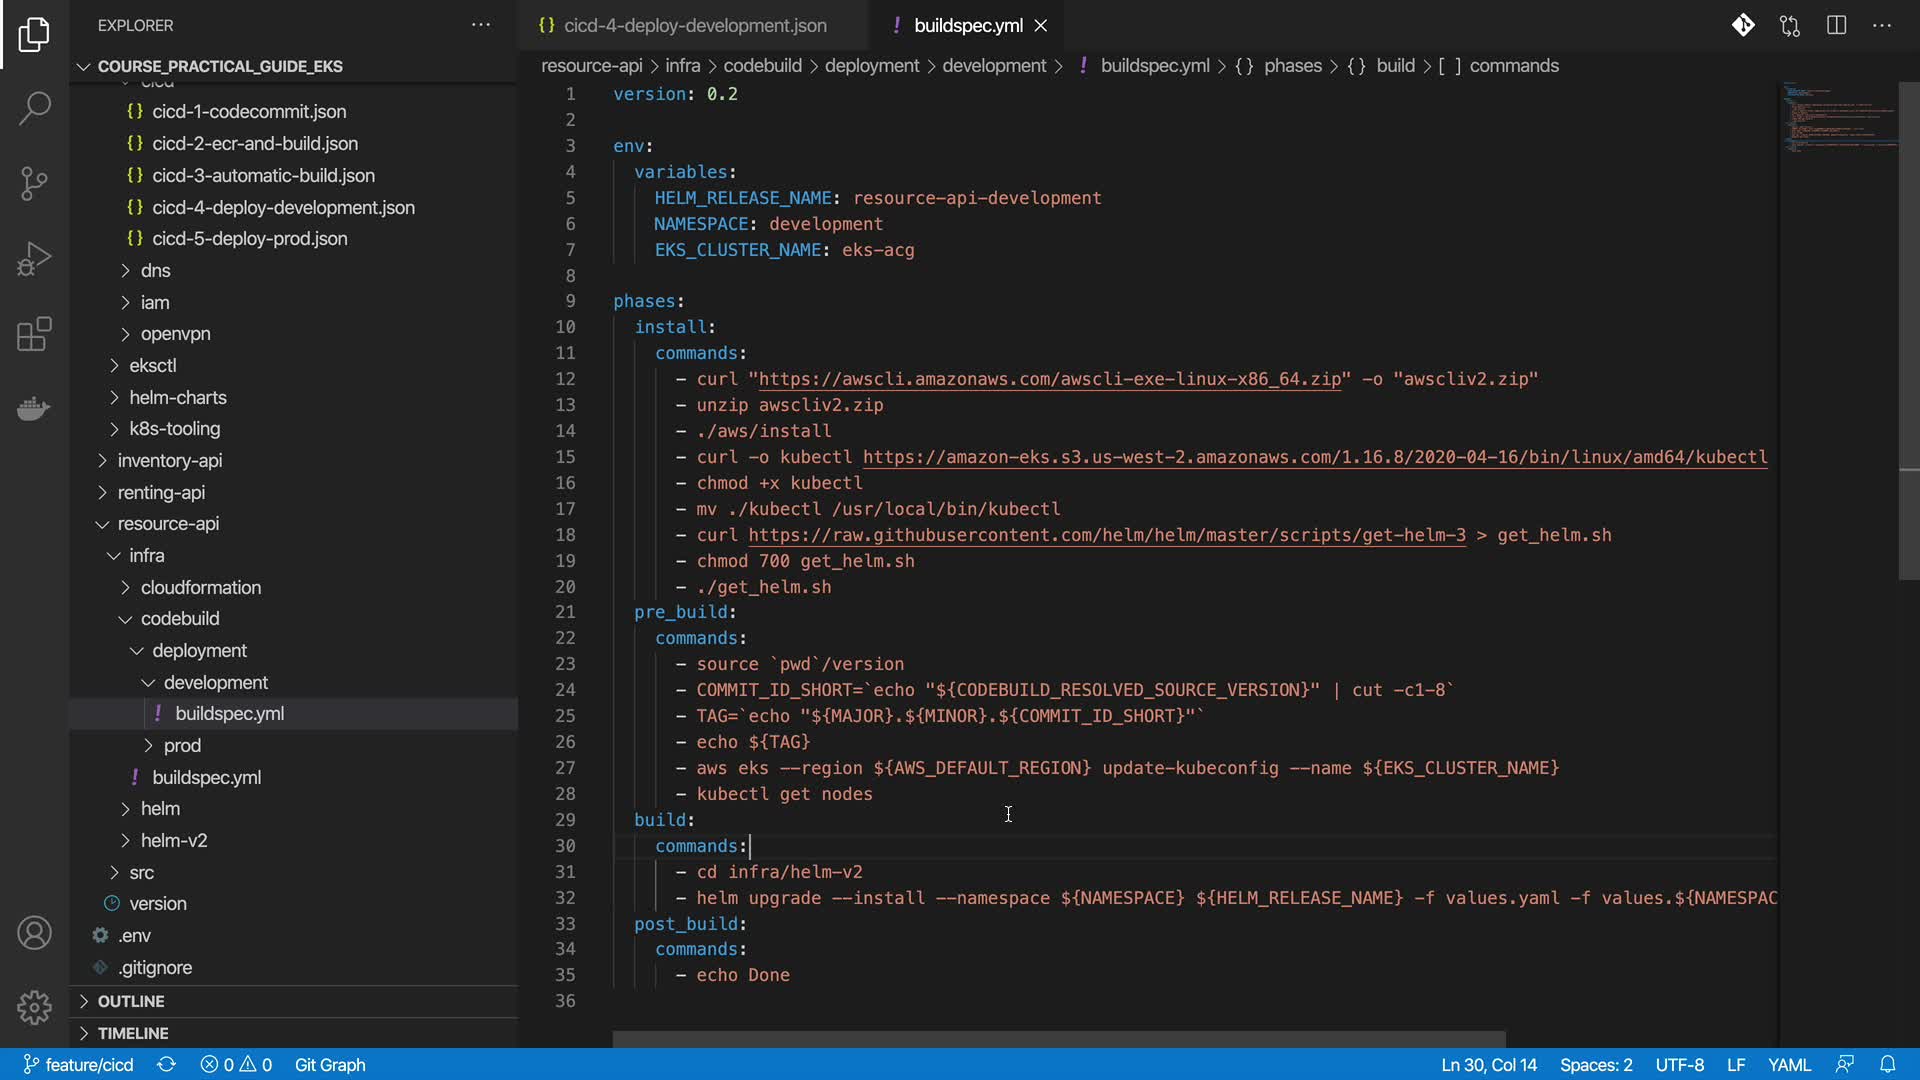 EXPLORER
COURSE_PRACTICAL_GUIDE_EKS
cicd
{} cicd-1-codecommit.json
{} cicd-2-ecr-and-build.json
{} cicd-3-automatic-build.json
{} cicd-4-deploy-development.json
{} cicd-5-deploy-prod.json
dns
iam
openvpn
eksctl
helm-charts
k8s-tooling
inventory-api
renting-api
resource-api
infra
cloudformation
codebuild
deployment
development
! buildspec.yml
prod
! buildspec.yml
helm
helm-v2
src
version
.env
.gitignore
OUTLINE
TIMELINE
{} cicd-4-deploy-development.json
! buildspec.yml
resource-api > infra > codebuild > deployment > development > ! buildspec.yml > {} phases > {} build > [ ] commands
1 version: 0.2
2
3 env:
4 variables:
5 HELM_RELEASE_NAME: resource-api-development
6 NAMESPACE: development
7 EKS_CLUSTER_NAME: eks-acg
8
9 phases:
10 install:
11 commands:
12 - curl "https://awscli.amazonaws.com/awscli-exe-linux-x86_64.zip" -o "awscliv2.zip"
13 - unzip awscliv2.zip
14 - ./aws/install
15 - curl -o kubectl https://amazon-eks.s3.us-west-2.amazonaws.com/1.16.8/2020-04-16/bin/linux/amd64/kubectl
16 - chmod +x kubectl
17 - mv ./kubectl /usr/local/bin/kubectl
18 - curl https://raw.githubusercontent.com/helm/helm/master/scripts/get-helm-3 > get_helm.sh
19 - chmod 700 get_helm.sh
20 - ./get_helm.sh
21 pre_build:
22 commands:
23 - source `pwd`/version
24 - COMMIT_ID_SHORT=`echo "${CODEBUILD_RESOLVED_SOURCE_VERSION}" | cut -c1-8`
25 - TAG=`echo "${MAJOR}.${MINOR}.${COMMIT_ID_SHORT}"`
26 - echo ${TAG}
27 - aws eks --region ${AWS_DEFAULT_REGION} update-kubeconfig --name ${EKS_CLUSTER_NAME}
28 - kubectl get nodes
29 build:
30 commands:
31 - cd infra/helm-v2
32 - helm upgrade --install --namespace ${NAMESPACE} ${HELM_RELEASE_NAME} -f values.yaml -f values.${NAMESPAC
33 post_build:
34 commands:
35 - echo Done
36
feature/cicd 0 0 Git Graph Ln 30, Col 14 Spaces: 2 UTF-8 LF YAML